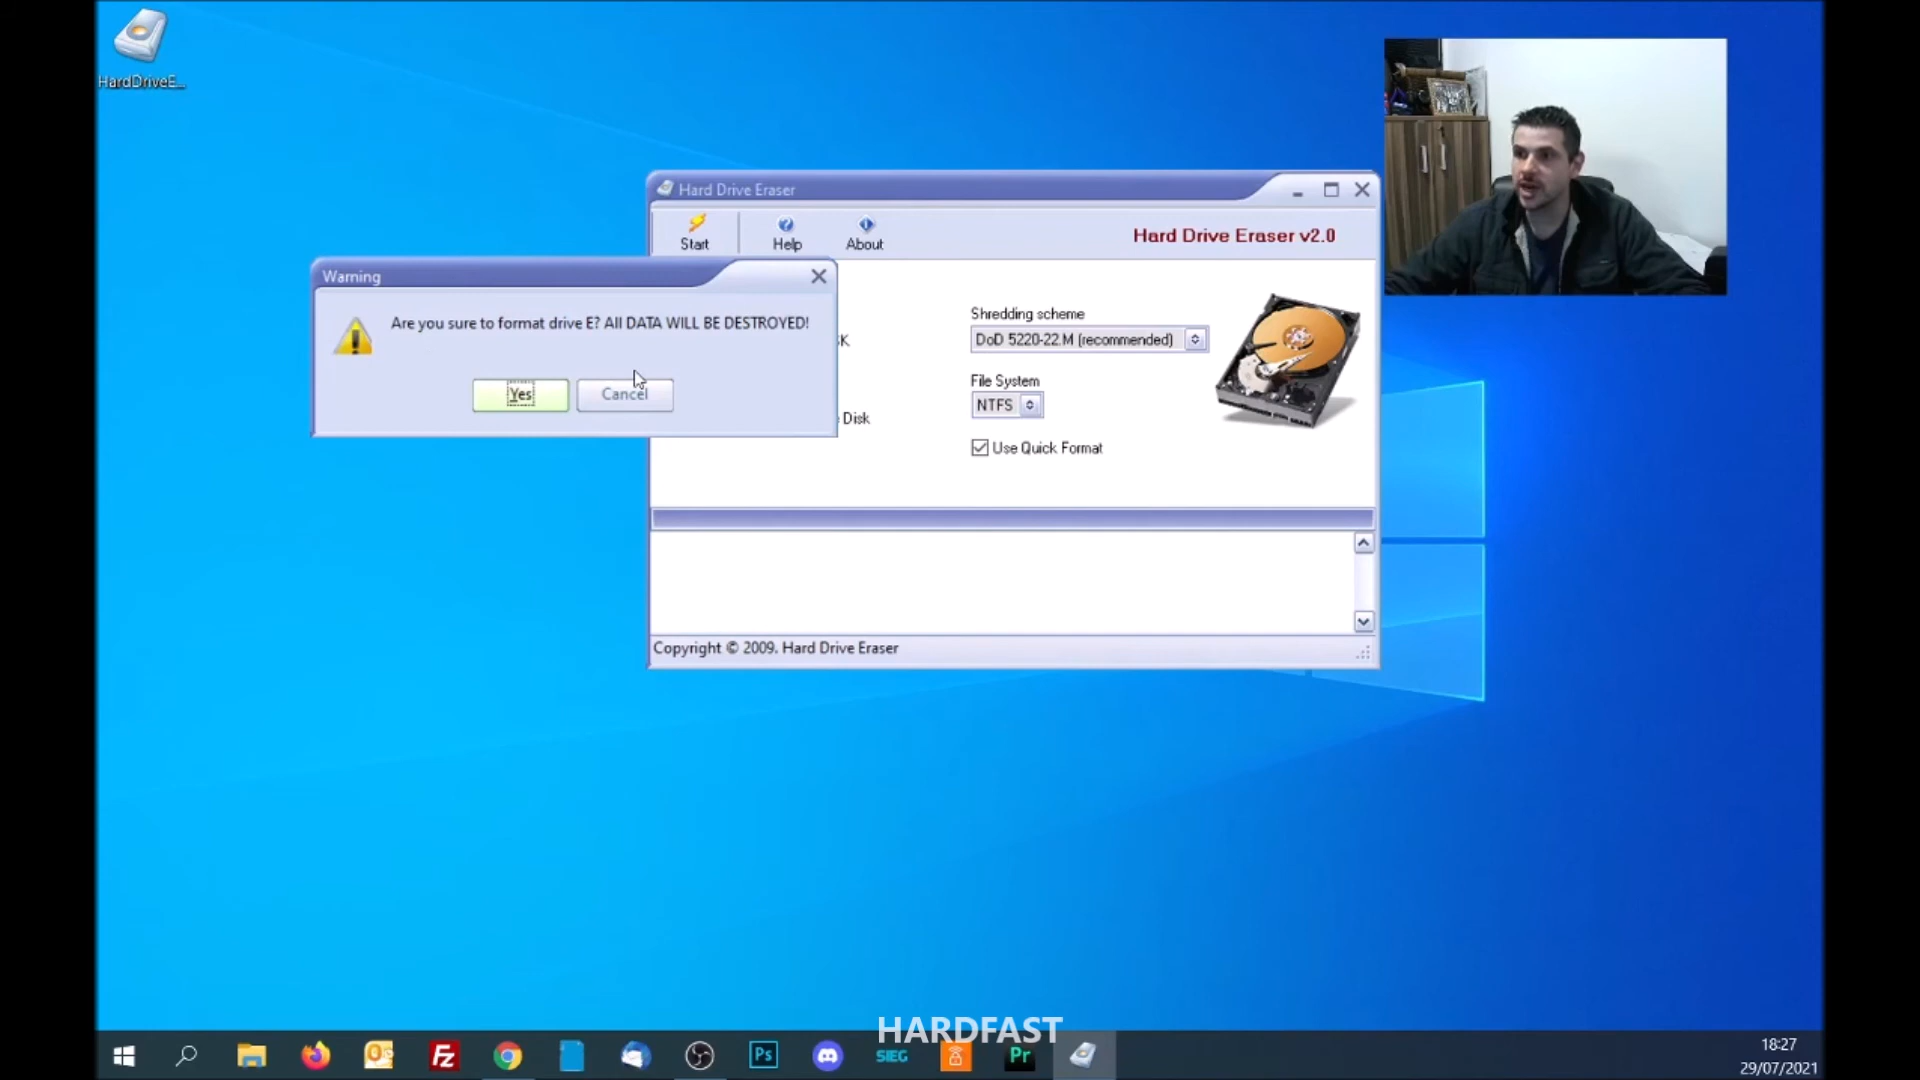 HardDriveE...
Hard Drive Eraser
Start
Help
About
Hard Drive Eraser v2.0
Warning
Are you sure to format drive E? All DATA WILL BE DESTROYED!
Yes
Cancel
Shredding scheme
DoD 5220-22.M (recommended)
File System
NTFS
Disk
Use Quick Format
Copyright © 2009. Hard Drive Eraser
HARDFAST
Fz
Ps
SIEG
Pr
18:27
29/07/2021